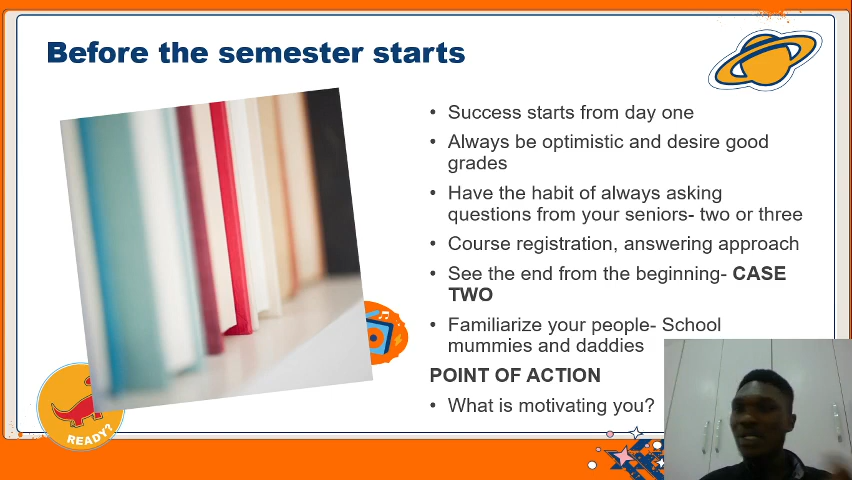 Before the semester starts
• Success starts from day one
• Always be optimistic and desire good
grades
• Have the habit of always asking
questions from your seniors- two or three
• Course registration, answering approach
• See the end from the beginning- CASE
TWO
• Familiarize your people- School
mummies and daddies
POINT OF ACTION
• What is motivating you?
READY?